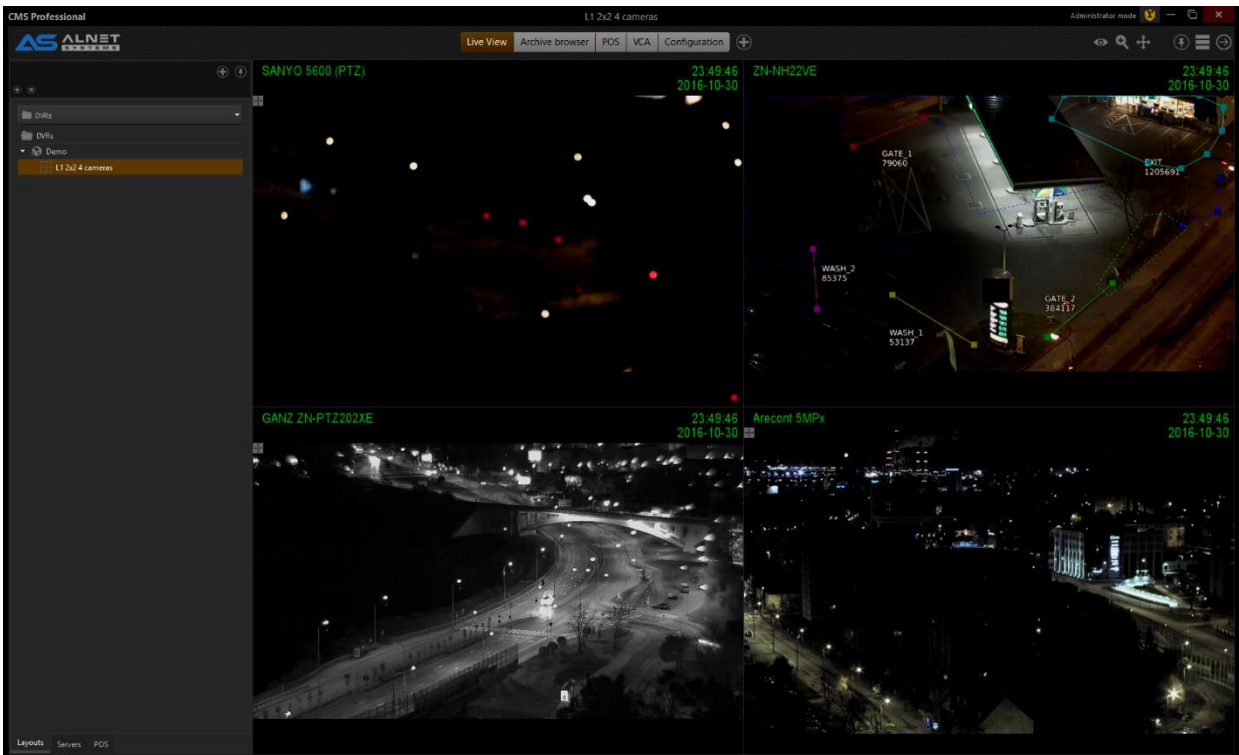 CMS Professional
L1 2x2 4 cameras
Administrator mode
AS ALNET
SYSTEMS
Live View
Archive browser
POS
VCA
Configuration
DVRs
DVRs
Demo
L1 2x2 4 cameras
SANYO 5600 (PTZ)
23:49:46
2016-10-30
ZN-NH22VE
23:49:46
2016-10-30
GATE_1
79060
EXIT
1205691
WASH_2
85375
GATE_2
384117
WASH_1
53137
GANZ ZN-PTZ202XE
23:49:46
2016-10-30
Arecont 5MPx
23:49:46
2016-10-30
Layouts
Servers
POS